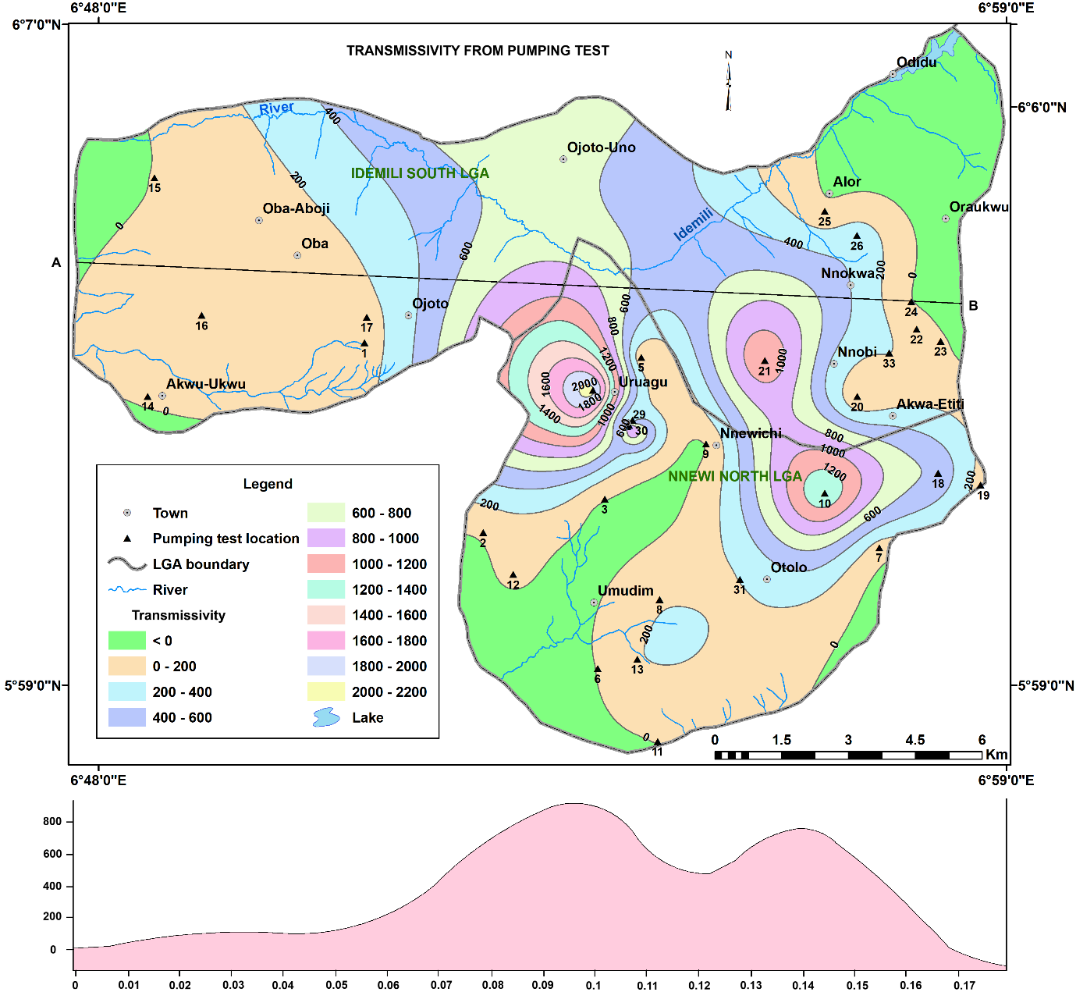 6°48'0"E
6°59'0"E
6°7'0"N
TRANSMISSIVITY FROM PUMPING TEST
N
Odidu
6°6'0"N
River
400
Ojoto-Uno
IDEMILI SOUTH LGA
15
200
Alor
Oba-Aboji
25
Oraukwu
0
Idemili
26
Oba
600
400
200
A
Nnokwa
0
B
600
24
Ojoto
16
17
800
22
1
1200
5
21
1000
Nnobi
33
23
1600
2000
Uruagu
Akwu-Ukwu
1800
20
Akwa-Etiti
14
0
1400
1000
29
600
30
Nnewichi
800
9
1000
Legend
NNEWI NORTH LGA
1200
18
200
19
10
Town
600 - 800
200
3
600
Pumping test location
800 - 1000
2
7
LGA boundary
1000 - 1200
12
31
Otolo
River
1200 - 1400
Umudim
8
Transmissivity
1400 - 1600
200
< 0
1600 - 1800
0
0 - 200
1800 - 2000
6
13
200 - 400
2000 - 2200
400 - 600
Lake
0
11
0
1.5
3
4.5
6
Km
5°59'0"N
5°59'0"N
6°48'0"E
6°59'0"E
800
600
400
200
0
0
0.01
0.02
0.03
0.04
0.05
0.06
0.07
0.08
0.09
0.1
0.11
0.12
0.13
0.14
0.15
0.16
0.17